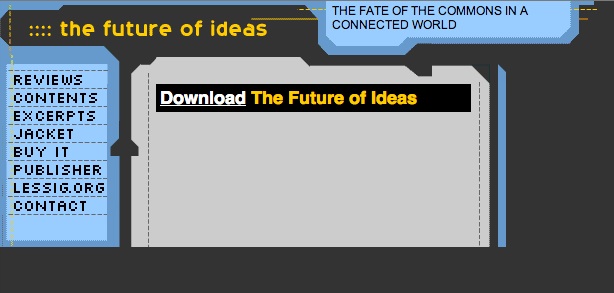 :::: the future of ideas
THE FATE OF THE COMMONS IN A
CONNECTED WORLD
REVIEWS
CONTENTS
EXCERPTS
JACKET
BUY IT
PUBLISHER
LESSIG.ORG
CONTACT
Download The Future of Ideas